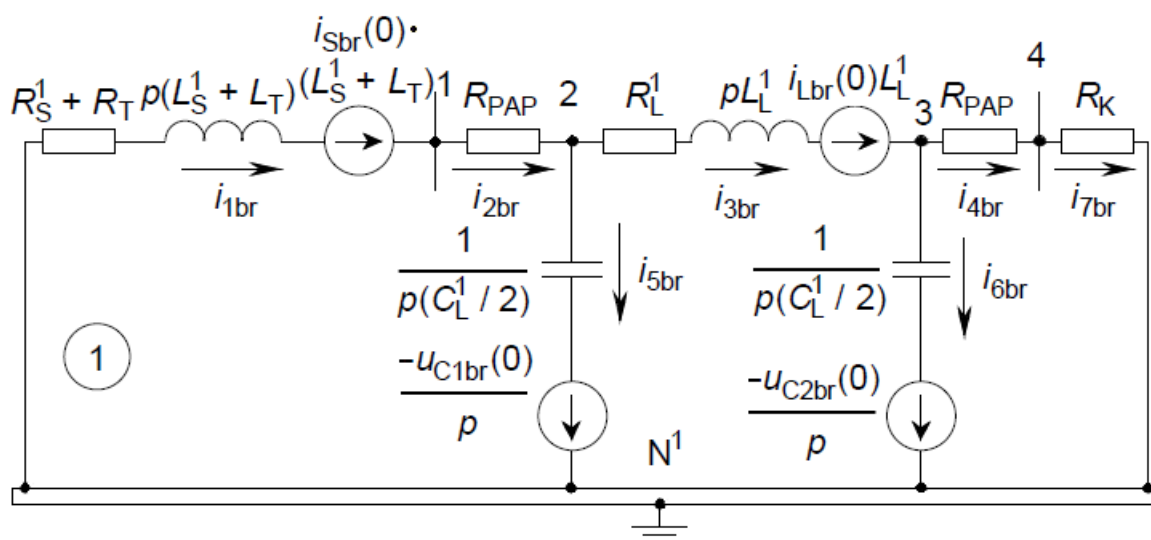 i_Sbr(0)·
R_S^1 + R_T p(L_S^1 + L_T) (L_S^1 + L_T) 1 R_PAP 2 R_L^1 pL_L^1 i_Lbr(0)L_L^1 3 R_PAP 4 R_K
i_1br i_2br i_3br i_4br i_7br
1 1
p(C_L^1 / 2) i_5br p(C_L^1 / 2) i_6br
1
-u_C1br(0) -u_C2br(0)
p p
N^1